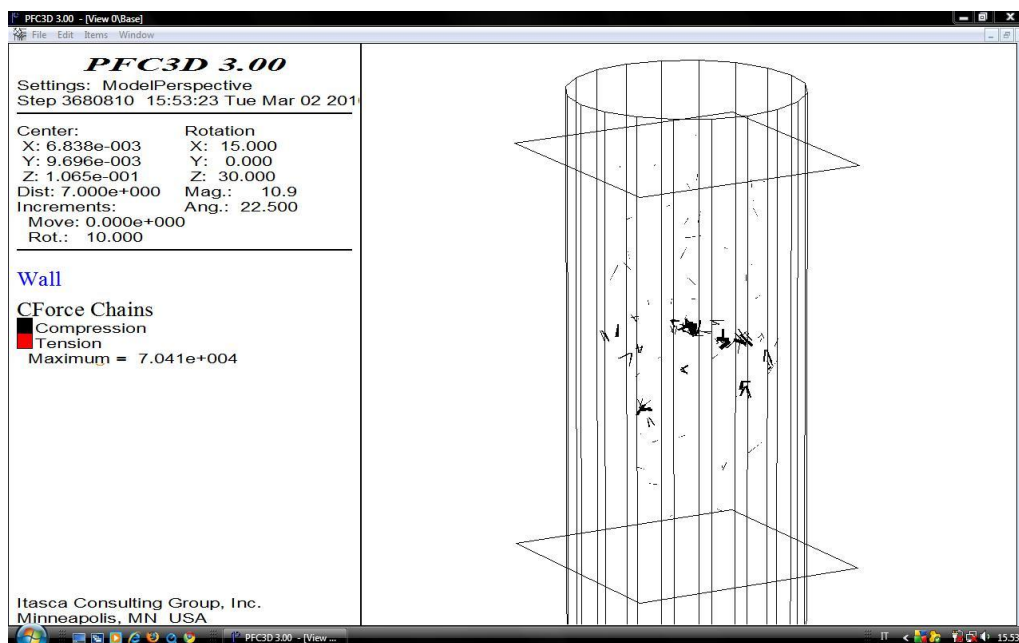 PFC3D 3.00 - [View 0\Base]
File Edit Items Window
PFC3D 3.00
Settings: ModelPerspective
Step 3680810 15:53:23 Tue Mar 02 201
Center: Rotation
X: 6.838e-003 X: 15.000
Y: 9.696e-003 Y: 0.000
Z: 1.065e-001 Z: 30.000
Dist: 7.000e+000 Mag.: 10.9
Increments: Ang.: 22.500
Move: 0.000e+000
Rot.: 10.000
Wall
CForce Chains
Compression
Tension
Maximum = 7.041e+004
Itasca Consulting Group, Inc.
Minneapolis, MN USA
PFC3D 3.00 - [View ...
IT
15.53